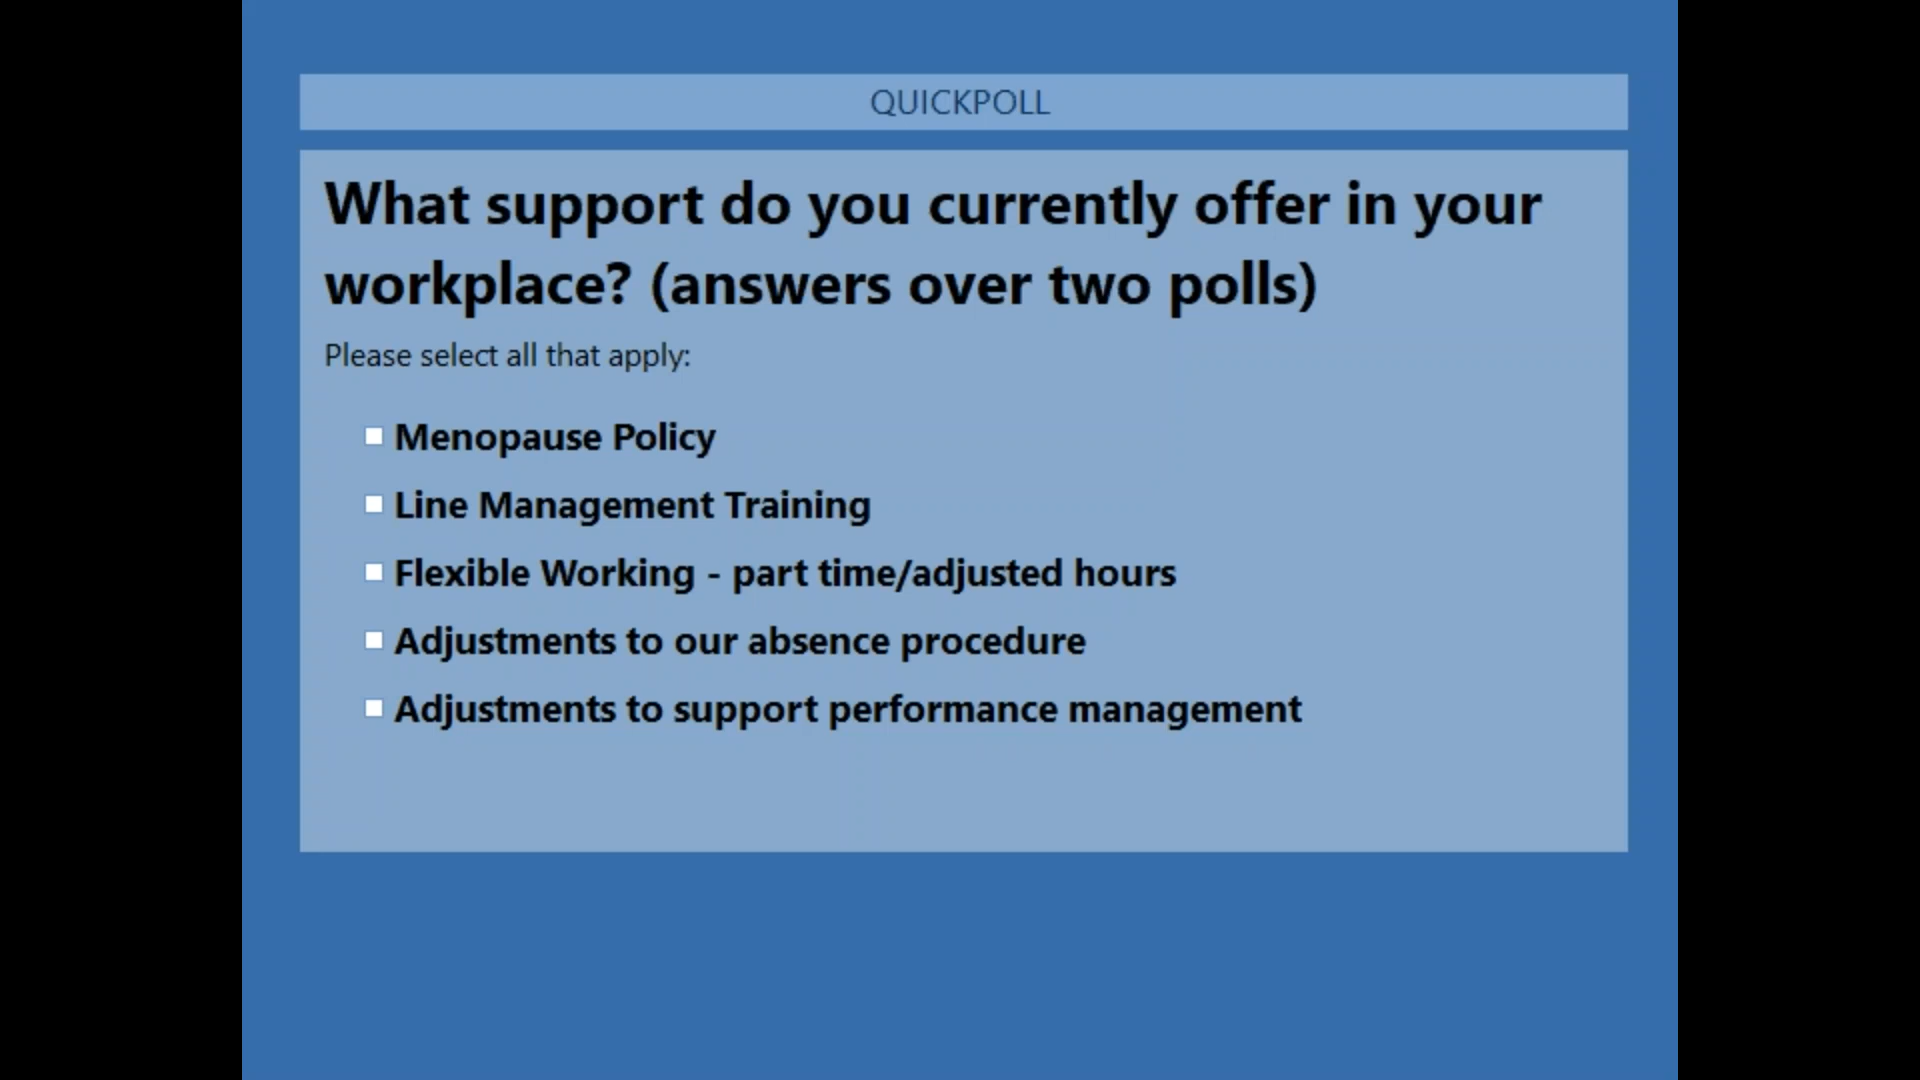 QUICKPOLL
What support do you currently offer in your
workplace? (answers over two polls)
Please select all that apply:
Menopause Policy
Line Management Training
Flexible Working - part time/adjusted hours
Adjustments to our absence procedure
Adjustments to support performance management